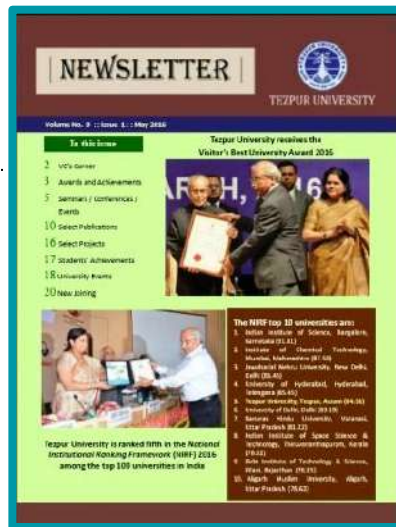 | NEWSLETTER |
TEZPUR UNIVERSITY
Volume No. 9 :: Issue 1 :: May 2016
In this issue
2 VC's Corner
3 Awards and Achievements
5 Seminars / Conferences /
Events
10 Select Publications
16 Select Projects
17 Students' Achievements
18 University Events
20 New Joining
Tezpur University receives the
Visitor's Best University Award 2016
ARCH, 2016
Tezpur University is ranked fifth in the National
Institutional Ranking Framework (NIRF) 2016
among the top 100 universities in India
The NIRF top 10 universities are:
1. Indian Institute of Science, Bangalore,
Karnataka
2. Institute of Chemical Technology,
Mumbai, Maharashtra
3. Jawaharlal Nehru University, New Delhi,
Delhi
4. University of Hyderabad, Hyderabad,
Telangana
5. Tezpur University, Tezpur, Assam
6. University of Delhi, Delhi
7. Banaras Hindu University, Varanasi,
Uttar Pradesh
8. Indian Institute of Space Science &
Technology, Thiruvananthapuram, Kerala
9. Birla Institute of Technology & Science,
Pilani, Rajasthan
10. Aligarh Muslim University, Aligarh,
Uttar Pradesh